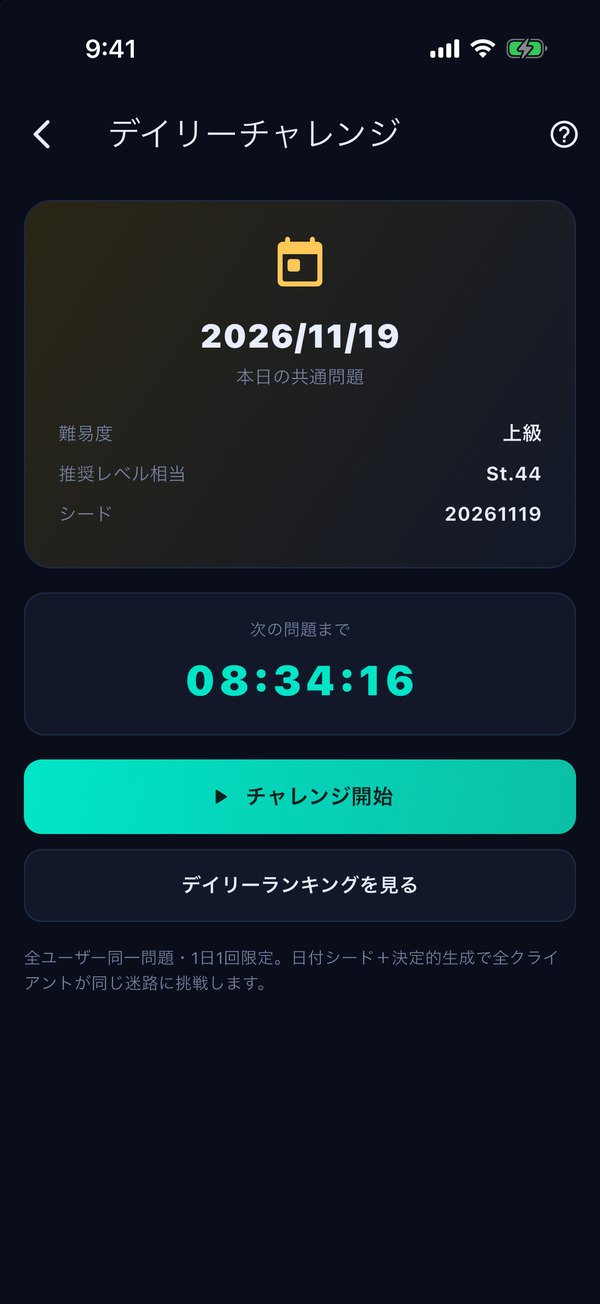 9:41
デイリーチャレンジ
2026/11/19
本日の共通問題
難易度 上級
推奨レベル相当 St.44
シード 20261119
次の問題まで
08:34:16
チャレンジ開始
デイリーランキングを見る
全ユーザー同一問題・1日1回限定。日付シード＋決定的生成で全クライ
アントが同じ迷路に挑戦します。